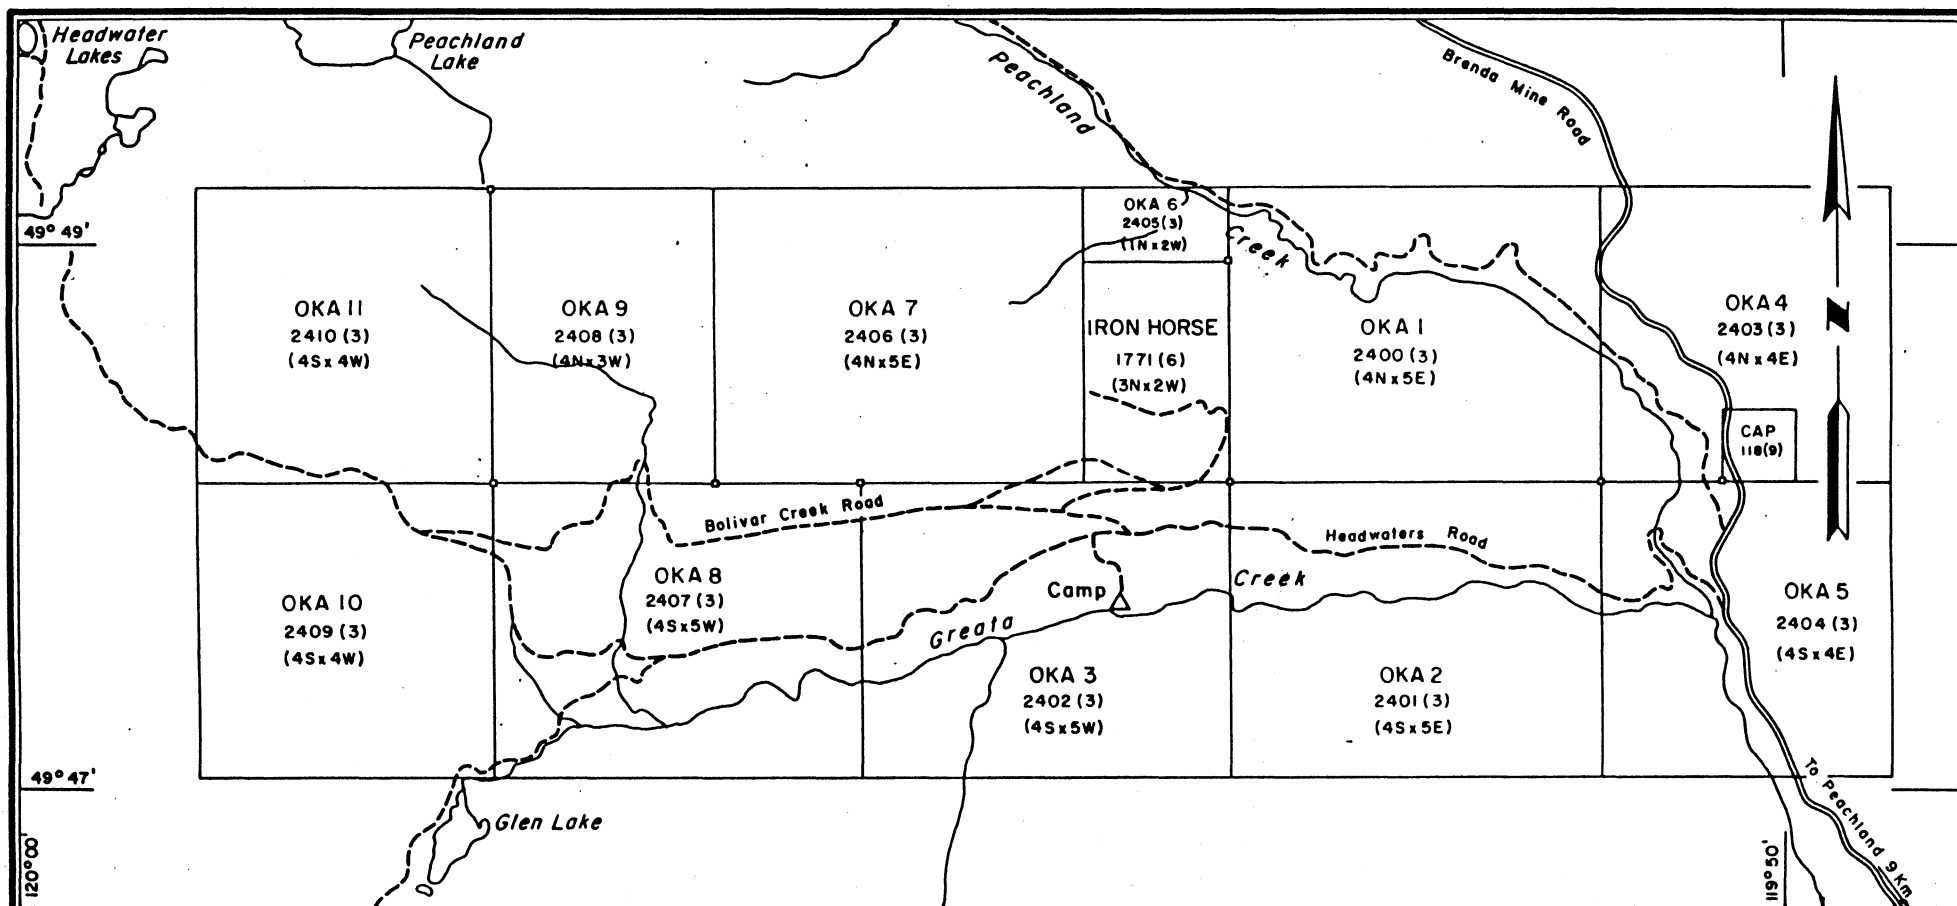 Headwater
Lakes
Peachland
Lake
Peachland
Creek
Brenda Mine Road
49° 49'
OKA 6
2405(3)
(1N x 2W)
OKA 11
2410 (3)
(4S x 4W)
OKA 9
2408 (3)
(4N x 3W)
OKA 7
2406 (3)
(4N x 5E)
IRON HORSE
1771 (6)
(3N x 2W)
OKA 1
2400 (3)
(4N x 5E)
OKA 4
2403 (3)
(4N x 4E)
N
CAP
118(9)
Bolivar Creek Road
Headwaters Road
OKA 10
2409 (3)
(4S x 4W)
OKA 8
2407 (3)
(4S x 5W)
Camp
Greata Creek
OKA 5
2404 (3)
(4S x 4E)
OKA 3
2402 (3)
(4S x 5W)
OKA 2
2401 (3)
(4S x 5E)
49° 47'
Glen Lake
To Peachland 9 Km
120° 00'
119° 50'